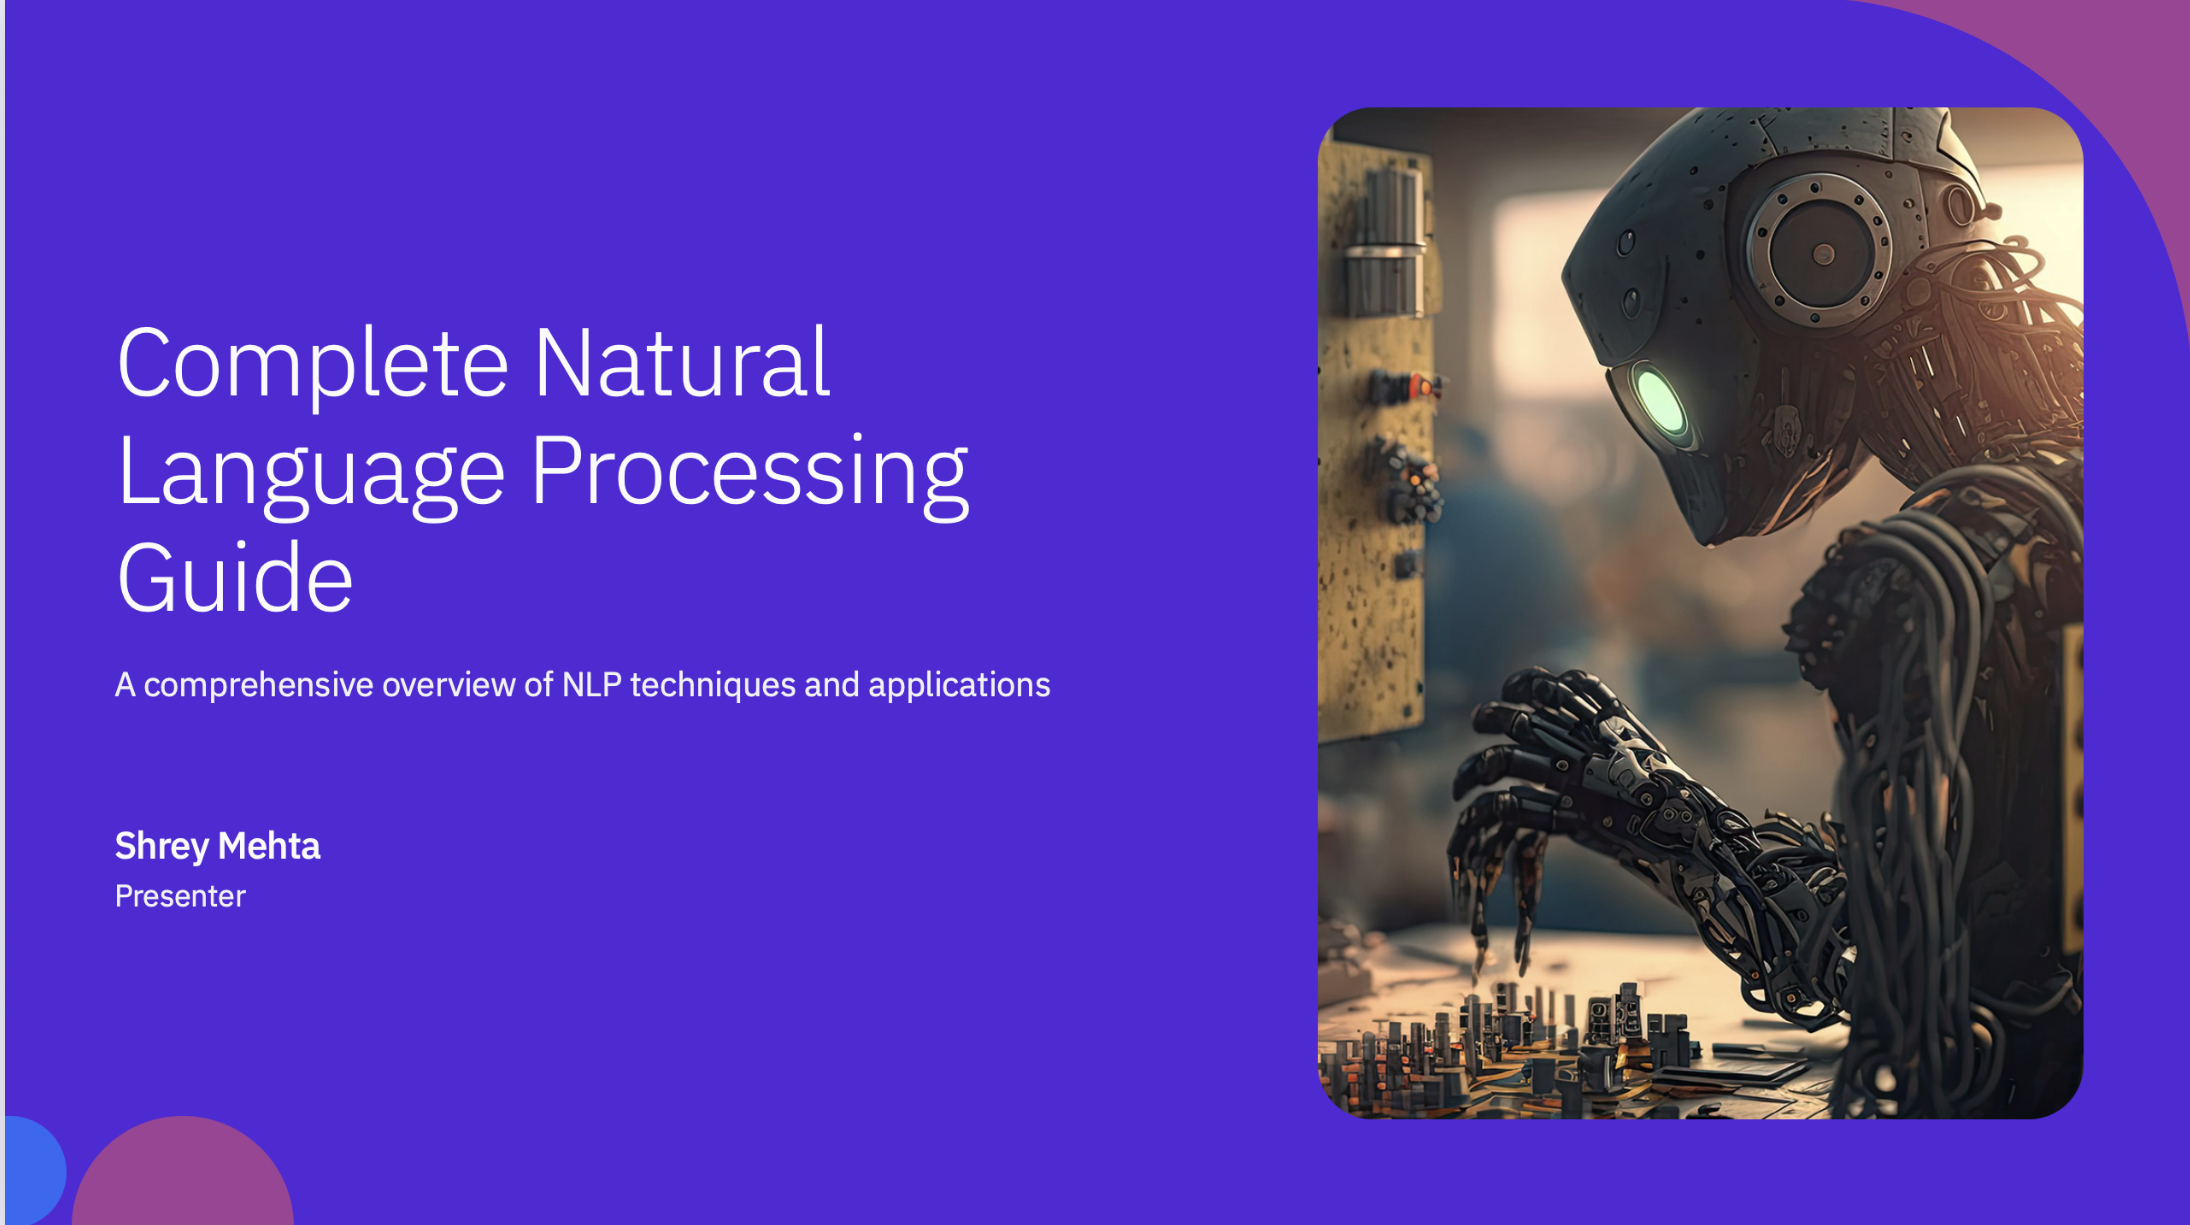 Complete Natural
Language Processing
Guide
A comprehensive overview of NLP techniques and applications
Shrey Mehta
Presenter